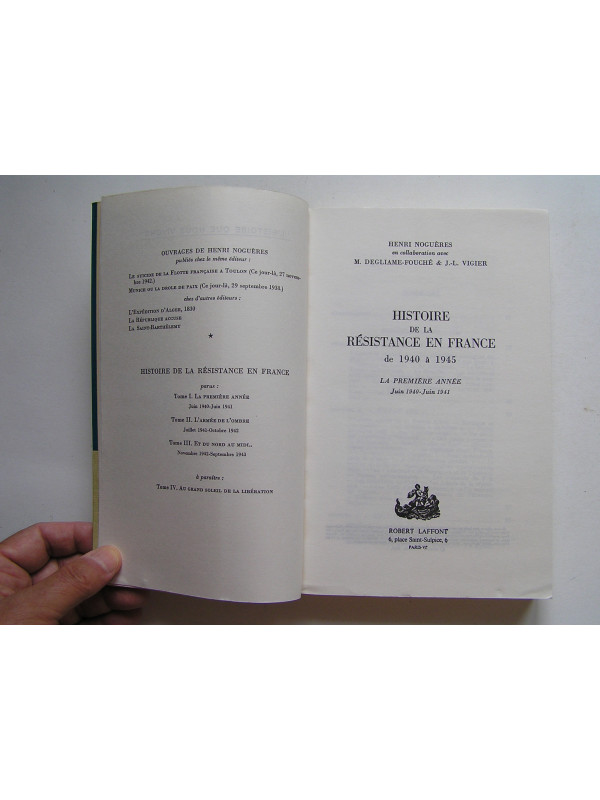 OUVRAGES DE HENRI NOGUÈRES
publiés chez le même éditeur :
LE SUICIDE DE LA FLOTTE FRANÇAISE A TOULON (Ce jour-là, 27 novem-
bre 1942.)
MUNICH OU LA DROLE DE PAIX (Ce jour-là, 29 septembre 1938.)
chez d'autres éditeurs :
L'EXPÉDITION D'ALGER, 1830
LA RÉPUBLIQUE ACCUSE
LA SAINT-BARTHÉLEMY
*
HISTOIRE DE LA RÉSISTANCE EN FRANCE
parus :
Tome I. LA PREMIÈRE ANNÉE
Juin 1940-Juin 1941
Tome II. L'ARMÉE DE L'OMBRE
Juillet 1941-Octobre 1942
Tome III. ET DU NORD AU MIDI...
Novembre 1942-Septembre 1943
à paraître :
Tome IV. AU GRAND SOLEIL DE LA LIBÉRATION
HENRI NOGUÈRES
en collaboration avec
M. DEGLIAME-FOUCHÉ & J.-L. VIGIER
HISTOIRE
DE LA
RÉSISTANCE EN FRANCE
de 1940 à 1945
LA PREMIÈRE ANNÉE
Juin 1940-Juin 1941
ROBERT LAFFONT
6, place Saint-Sulpice, 6
PARIS-VIe